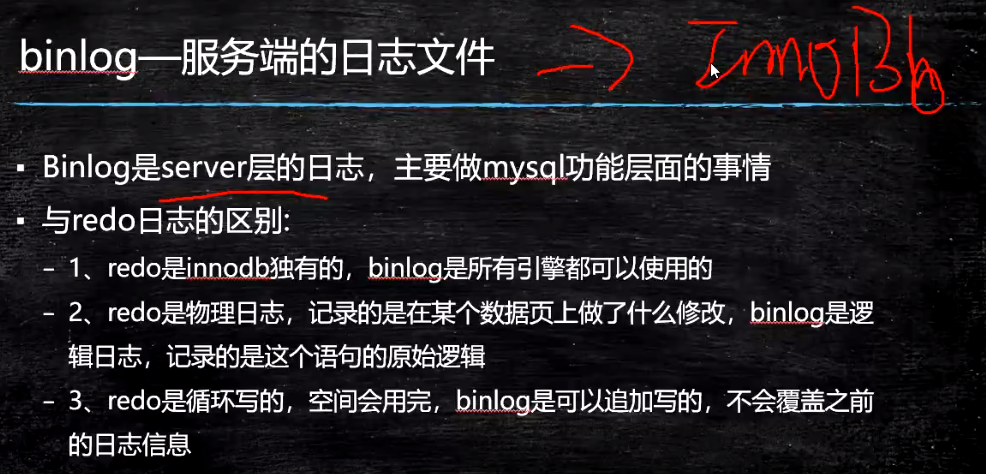 binlog—服务端的日志文件
Binlog是server层的日志，主要做mysql功能层面的事情
与redo日志的区别:
1、redo是innodb独有的，binlog是所有引擎都可以使用的
2、redo是物理日志，记录的是在某个数据页上做了什么修改，binlog是逻
辑日志，记录的是这个语句的原始逻辑
3、redo是循环写的，空间会用完，binlog是可以追加写的，不会覆盖之前
的日志信息